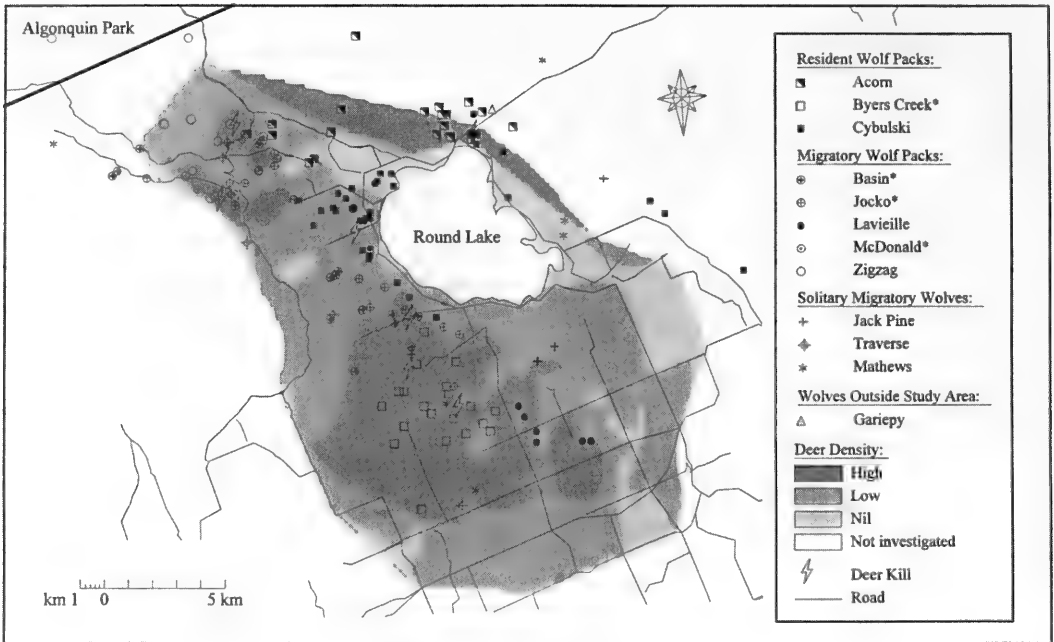 Algonquin Park
Round Lake
km 1 0 5 km
Resident Wolf Packs:
Acorn
Byers Creek*
Cybulski
Migratory Wolf Packs:
Basin*
Jocko*
Lavieille
McDonald*
Zigzag
Solitary Migratory Wolves:
Jack Pine
Traverse
Mathews
Wolves Outside Study Area:
Gariepy
Deer Density:
High
Low
Nil
Not investigated
Deer Kill
Road